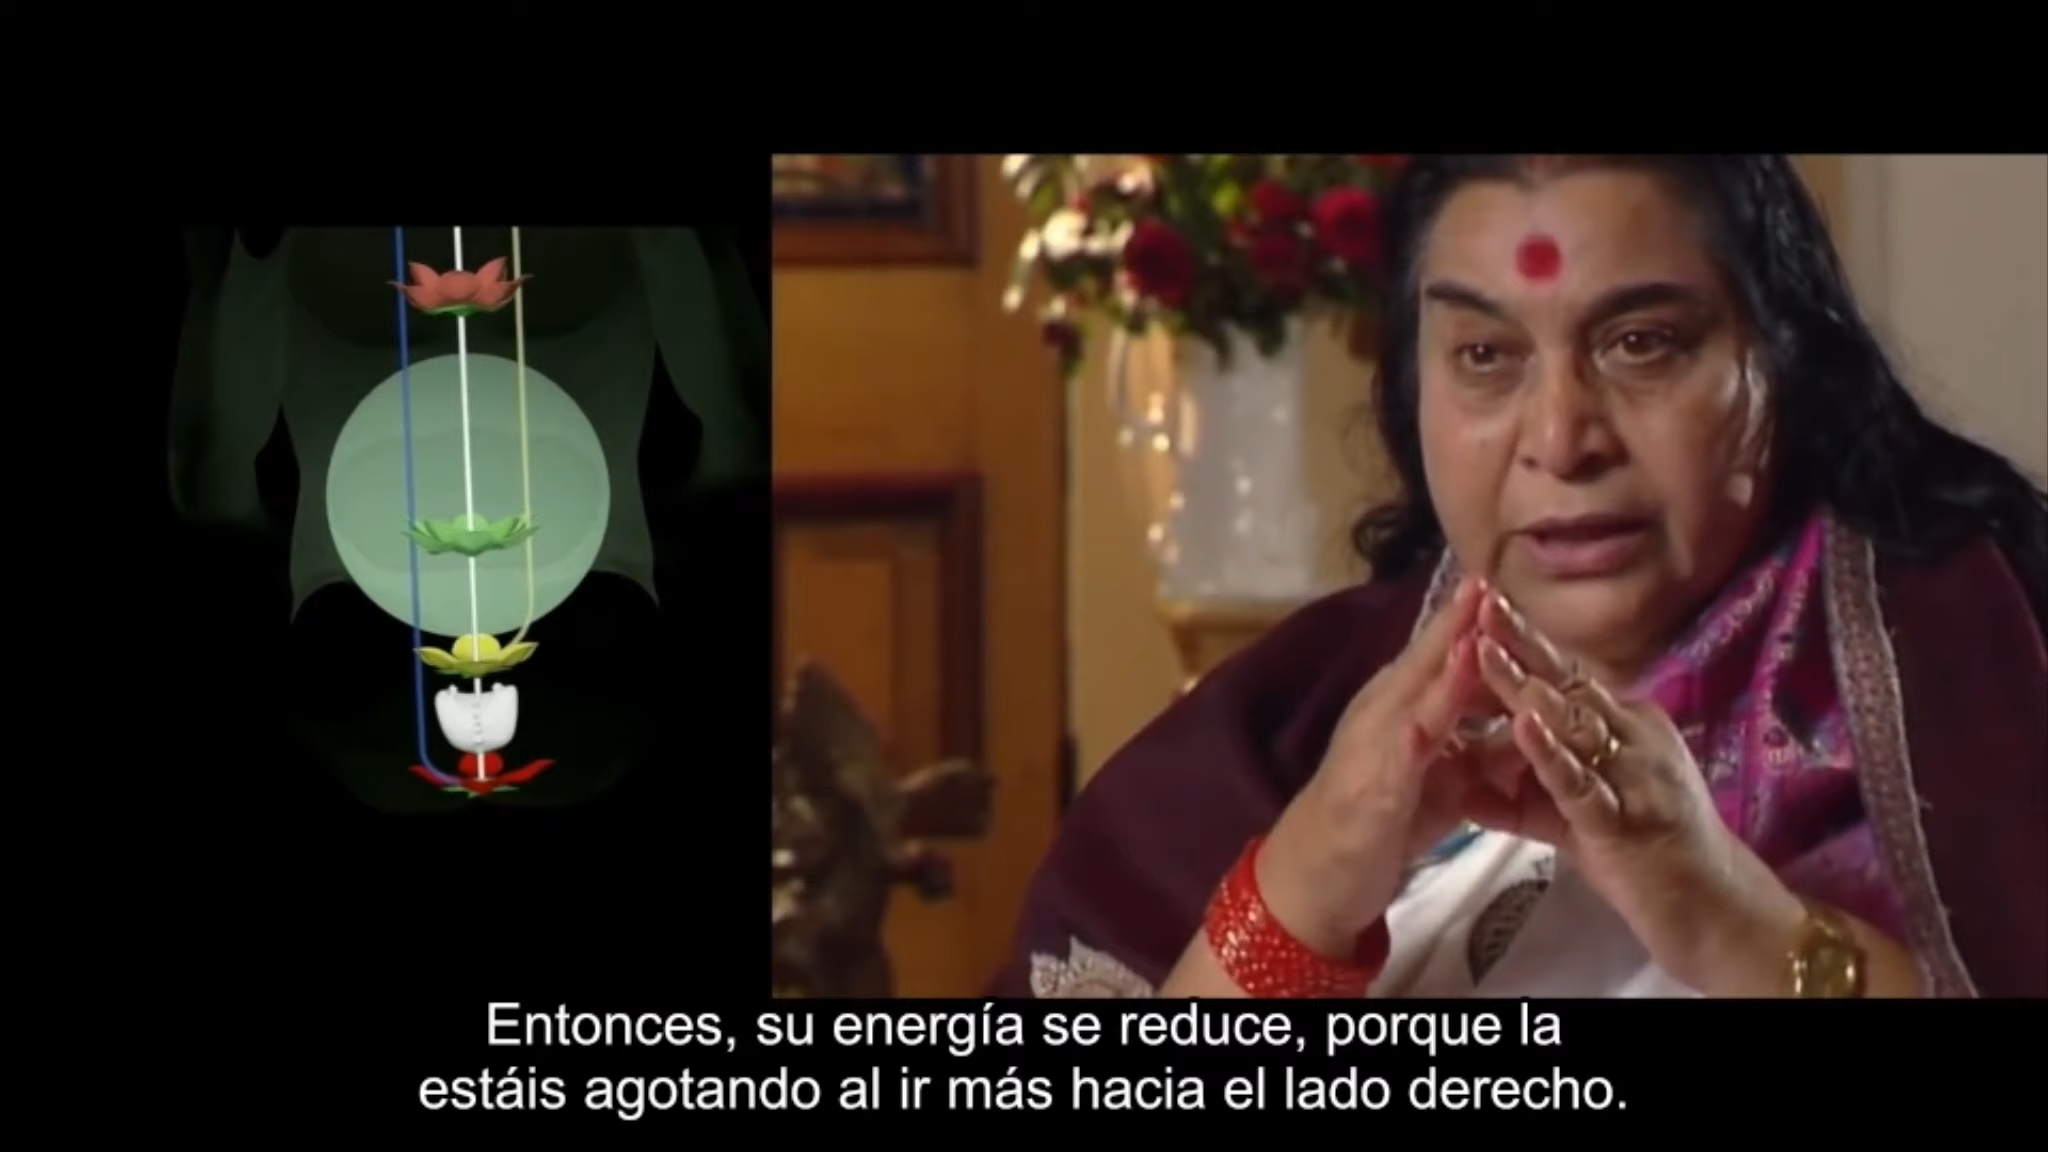 Entonces, su energía se reduce, porque la
estáis agotando al ir más hacia el lado derecho.